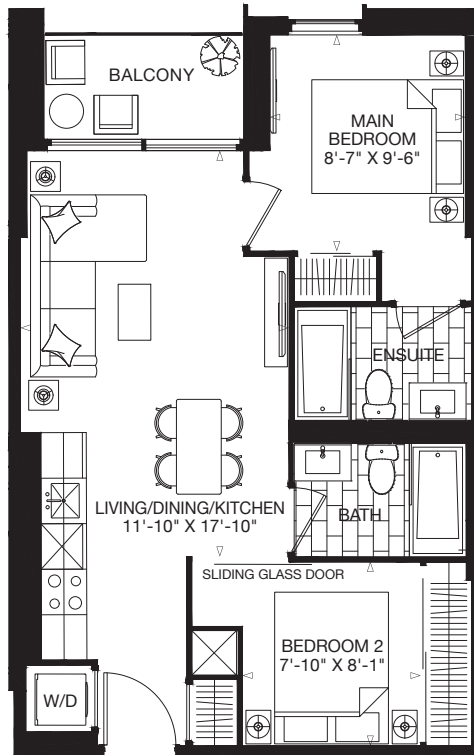 BALCONY
MAIN
BEDROOM
8'-7" X 9'-6"
ENSUITE
LIVING/DINING/KITCHEN
11'-10" X 17'-10"
BATH
SLIDING GLASS DOOR
BEDROOM 2
7'-10" X 8'-1"
W/D